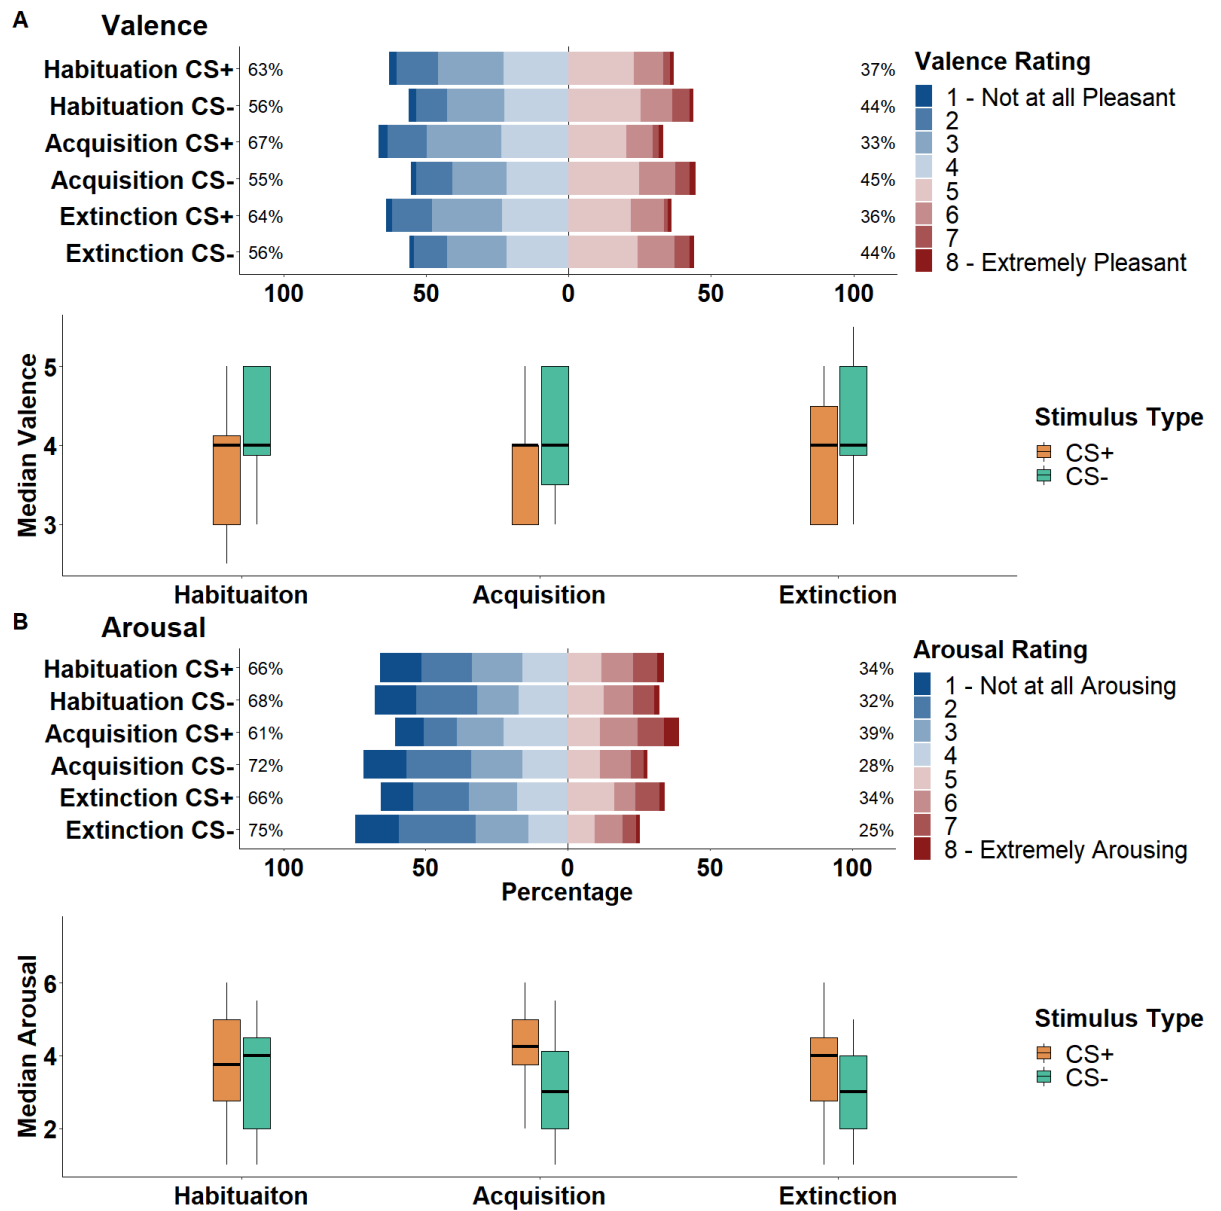 A
Valence
Habituation CS+ 63% 37%
Habituation CS- 56% 44%
Acquisition CS+ 67% 33%
Acquisition CS- 55% 45%
Extinction CS+ 64% 36%
Extinction CS- 56% 44%
100 50 0 50 100
Valence Rating
1 - Not at all Pleasant
2
3
4
5
6
7
8 - Extremely Pleasant
Median Valence
5
4
3
Habituaiton Acquisition Extinction
Stimulus Type
CS+
CS-
B
Arousal
Habituation CS+ 66% 34%
Habituation CS- 68% 32%
Acquisition CS+ 61% 39%
Acquisition CS- 72% 28%
Extinction CS+ 66% 34%
Extinction CS- 75% 25%
100 50 0 50 100
Percentage
Arousal Rating
1 - Not at all Arousing
2
3
4
5
6
7
8 - Extremely Arousing
Median Arousal
6
4
2
Habituaiton Acquisition Extinction
Stimulus Type
CS+
CS-